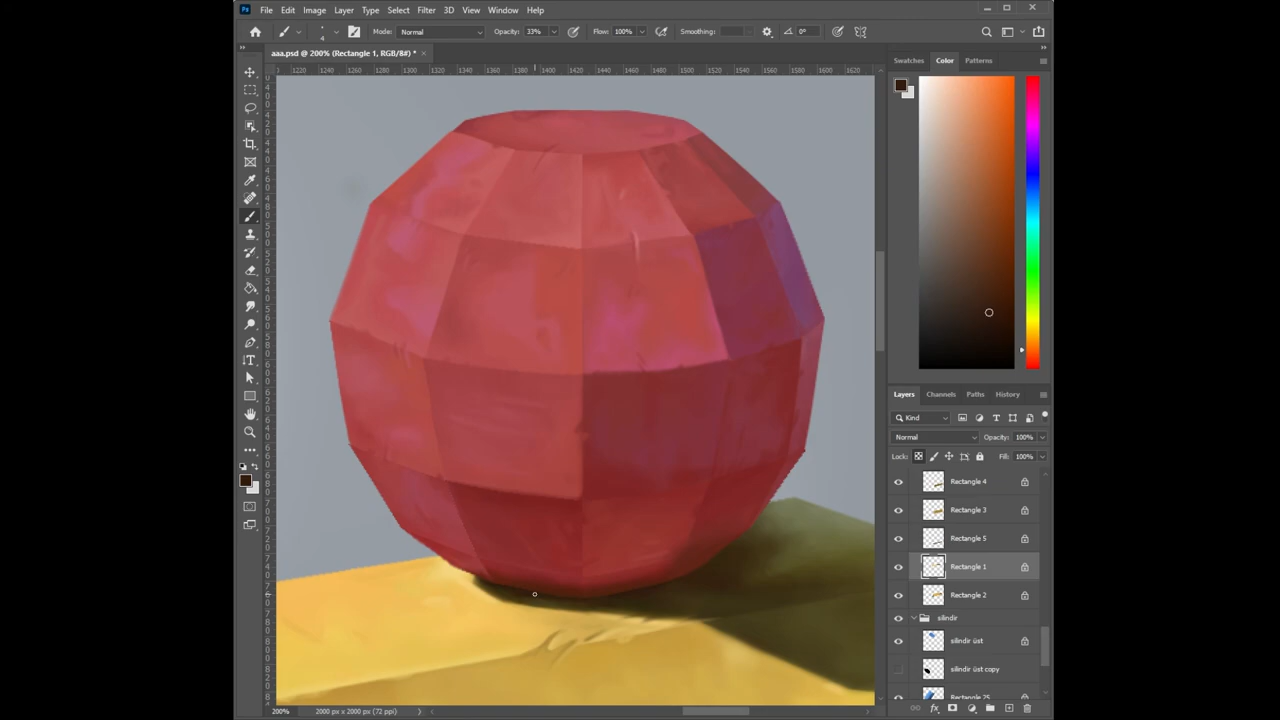 Ps File Edit Image Layer Type Select Filter 3D View Window Help
4 Mode: Normal Opacity: 33% Flow: 100% Smoothing: 0°
aaa.psd @ 200% (Rectangle 1, RGB/8#) *
1220 1240 1260 1280 1300 1320 1340 1360 1380 1400 1420 1440 1460 1480 1500 1520 1540 1560 1580 1600 1620
Swatches Color Patterns
Layers Channels Paths History
Kind
Normal Opacity: 100%
Lock: Fill: 100%
Rectangle 4
Rectangle 3
Rectangle 5
Rectangle 1
Rectangle 2
silindir
silindir üst
silindir üst copy
Rectangle 25
200% 2000 px x 2000 px (72 ppi)